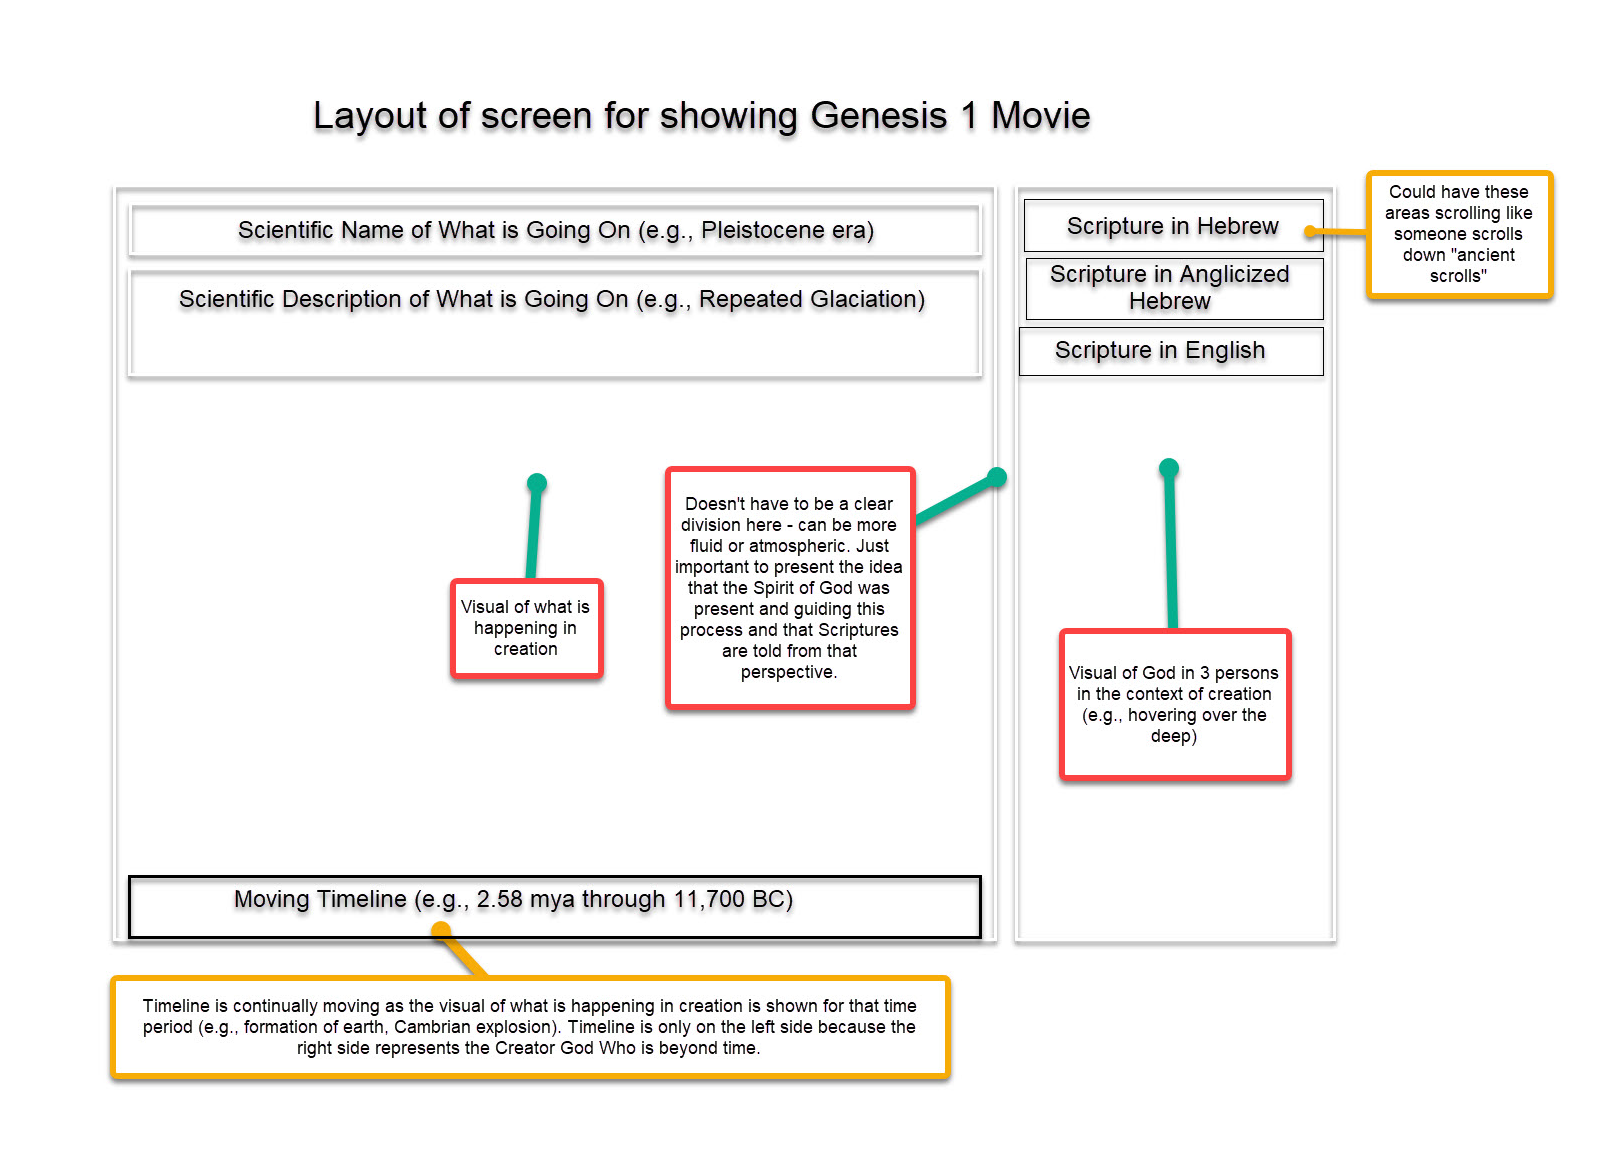 Layout of screen for showing Genesis 1 Movie
Scientific Name of What is Going On (e.g., Pleistocene era)
Scientific Description of What is Going On (e.g., Repeated Glaciation)
Scripture in Hebrew
Scripture in Anglicized
Hebrew
Scripture in English
Could have these
areas scrolling like
someone scrolls
down "ancient
scrolls"
Visual of what is
happening in
creation
Doesn't have to be a clear
division here - can be more
fluid or atmospheric. Just
important to present the idea
that the Spirit of God was
present and guiding this
process and that Scriptures
are told from that
perspective.
Visual of God in 3 persons
in the context of creation
(e.g., hovering over the
deep)
Moving Timeline (e.g., 2.58 mya through 11,700 BC)
Timeline is continually moving as the visual of what is happening in creation is shown for that time
period (e.g., formation of earth, Cambrian explosion). Timeline is only on the left side because the
right side represents the Creator God Who is beyond time.